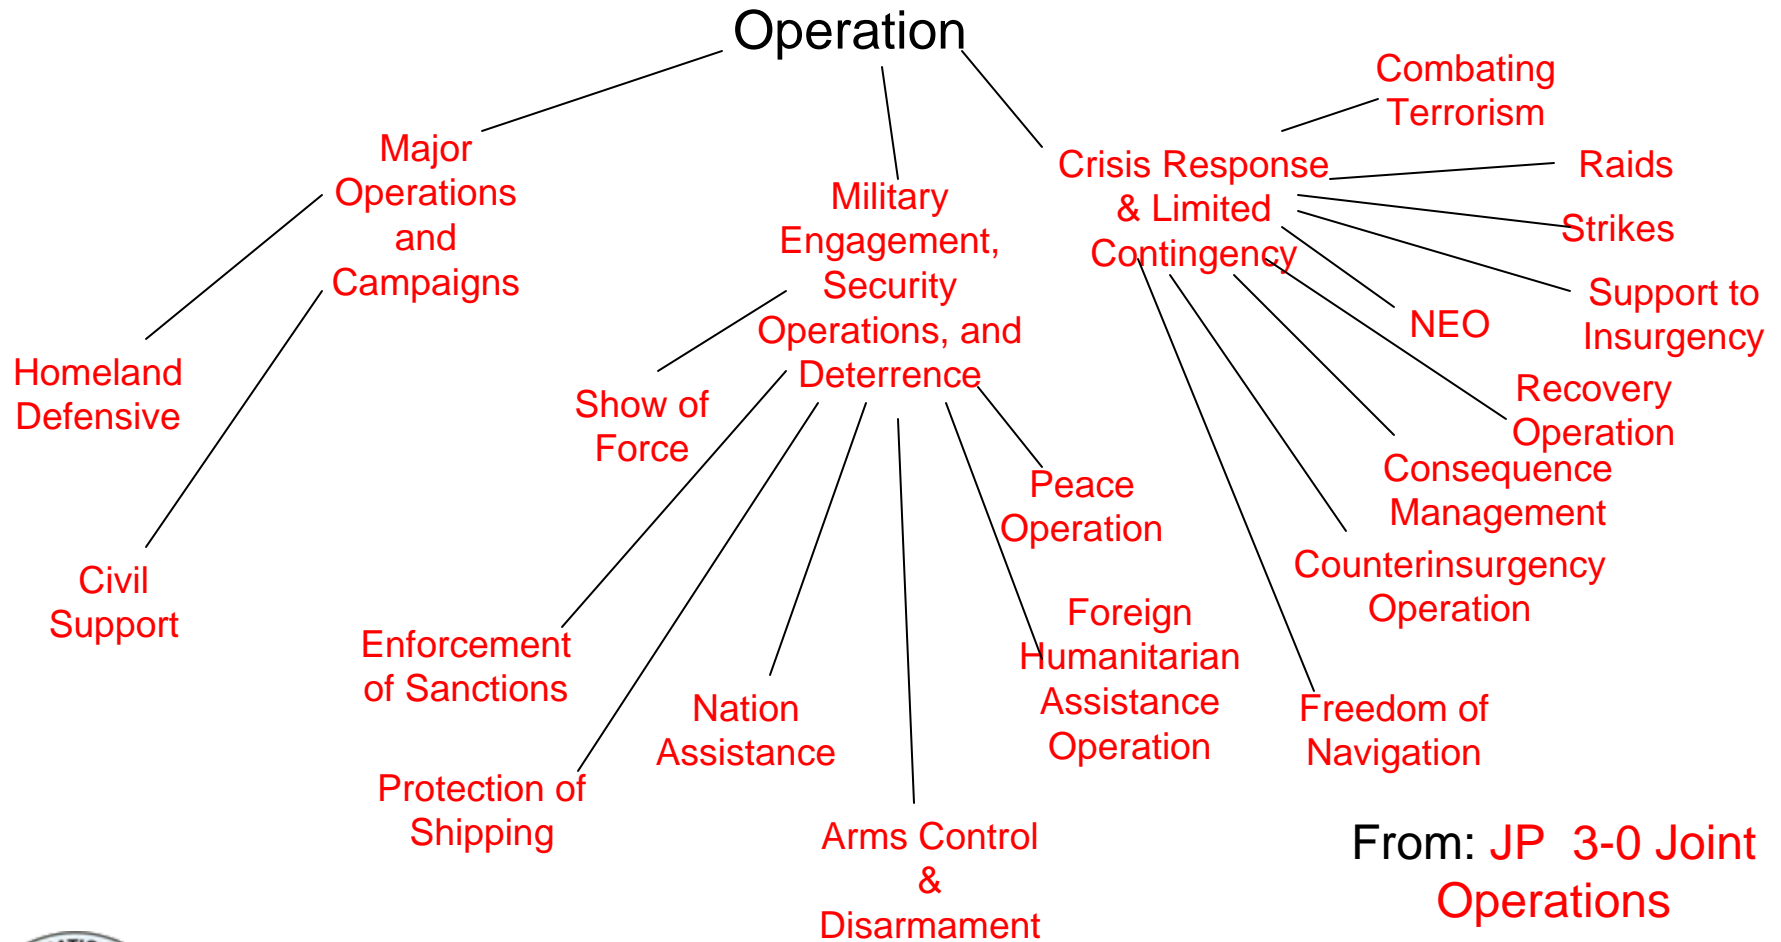 Operation
Major
Operations
and
Campaigns
Homeland
Defensive
Civil
Support
Military
Engagement,
Security
Operations, and
Deterrence
Show of
Force
Enforcement
of Sanctions
Protection of
Shipping
Nation
Assistance
Arms Control
&
Disarmament
Foreign
Humanitarian
Assistance
Operation
Peace
Operation
Crisis Response
& Limited
Contingency
Combating
Terrorism
Raids
Strikes
Support to
Insurgency
NEO
Recovery
Operation
Consequence
Management
Counterinsurgency
Operation
Freedom of
Navigation
From: JP 3-0 Joint
Operations